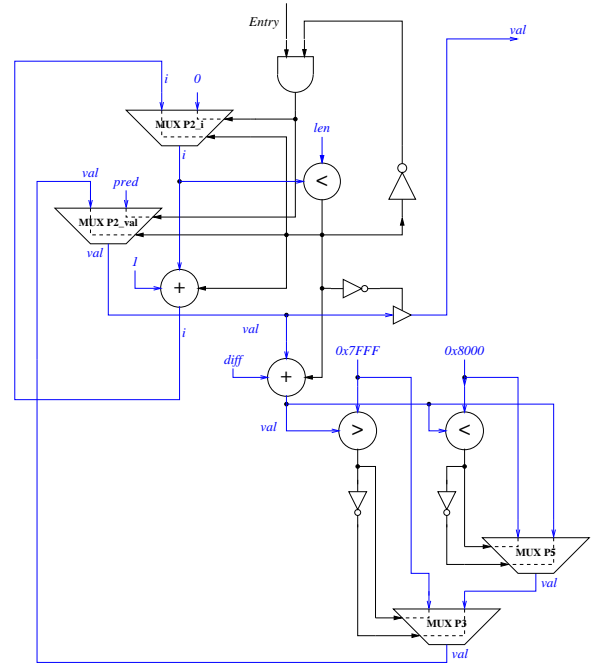 Entry
val
i
0
MUX P2_i
len
i
<
val
pred
MUX P2_val
val
1
+
i
val
0x7FFF
0x8000
diff
+
val
>
<
MUX P5
val
MUX P3
val